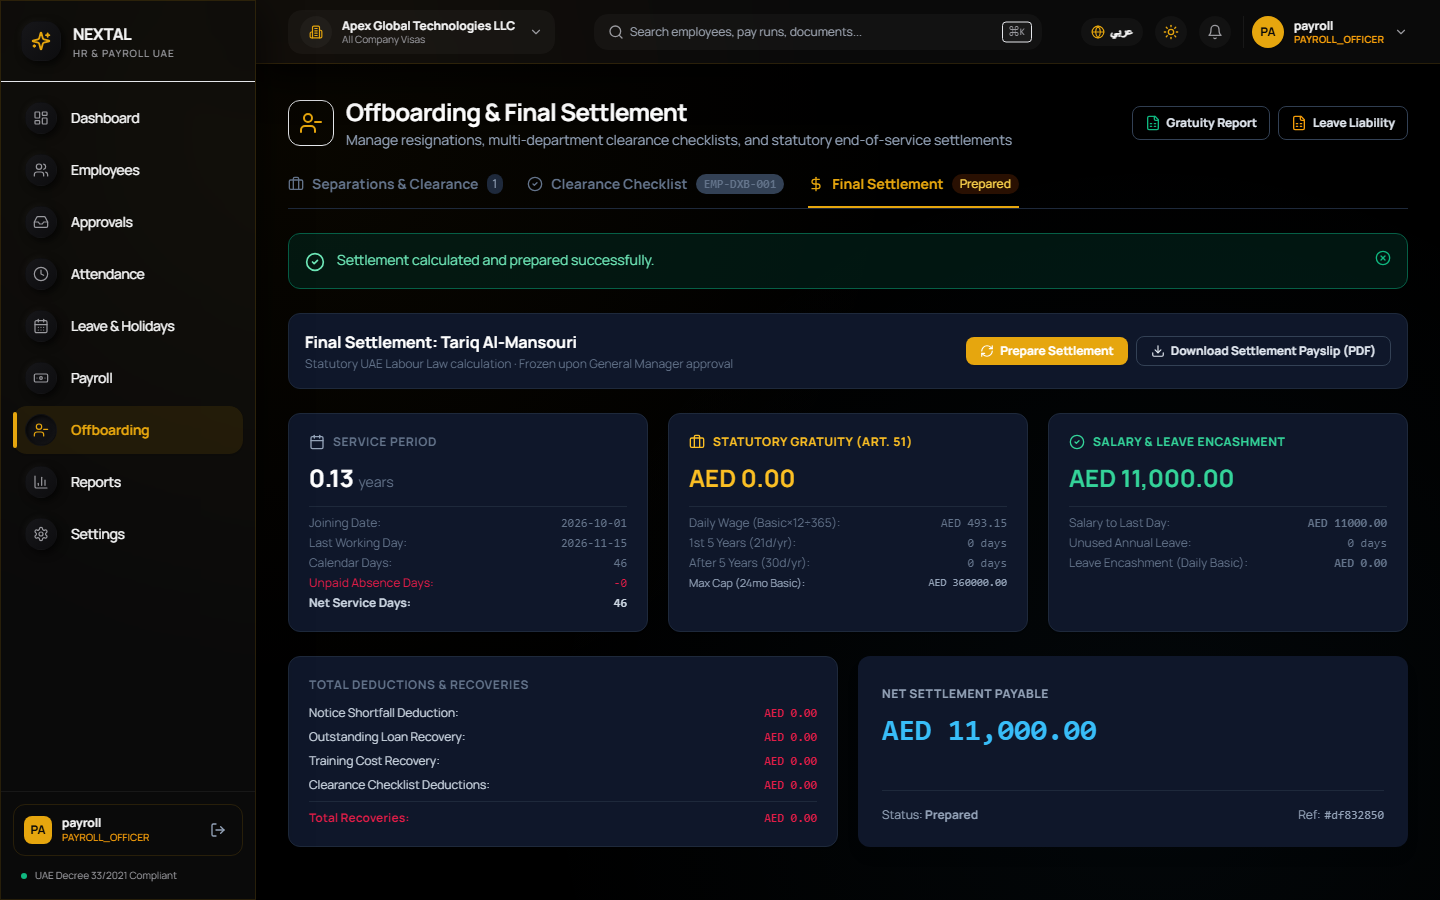 NEXTAL
HR & PAYROLL UAE
Dashboard
Employees
Approvals
Attendance
Leave & Holidays
Payroll
Offboarding
Reports
Settings
PA
payroll
PAYROLL_OFFICER
UAE Decree 33/2021 Compliant
Apex Global Technologies LLC
All Company Visas
Search employees, pay runs, documents...
⌘K
عربي
PA
payroll
PAYROLL_OFFICER
Offboarding & Final Settlement
Manage resignations, multi-department clearance checklists, and statutory end-of-service settlements
Gratuity Report
Leave Liability
Separations & Clearance 1
Clearance Checklist EMP-DXB-001
Final Settlement Prepared
Settlement calculated and prepared successfully.
Final Settlement: Tariq Al-Mansouri
Statutory UAE Labour Law calculation · Frozen upon General Manager approval
Prepare Settlement
Download Settlement Payslip (PDF)
SERVICE PERIOD
0.13 years
Joining Date: 2026-10-01
Last Working Day: 2026-11-15
Calendar Days: 46
Unpaid Absence Days: -0
Net Service Days: 46
STATUTORY GRATUITY (ART. 51)
AED 0.00
Daily Wage (Basic×12÷365): AED 493.15
1st 5 Years (21d/yr): 0 days
After 5 Years (30d/yr): 0 days
Max Cap (24mo Basic): AED 360000.00
SALARY & LEAVE ENCASHMENT
AED 11,000.00
Salary to Last Day: AED 11000.00
Unused Annual Leave: 0 days
Leave Encashment (Daily Basic): AED 0.00
TOTAL DEDUCTIONS & RECOVERIES
Notice Shortfall Deduction: AED 0.00
Outstanding Loan Recovery: AED 0.00
Training Cost Recovery: AED 0.00
Clearance Checklist Deductions: AED 0.00
Total Recoveries: AED 0.00
NET SETTLEMENT PAYABLE
AED 11,000.00
Status: Prepared
Ref: #df832850